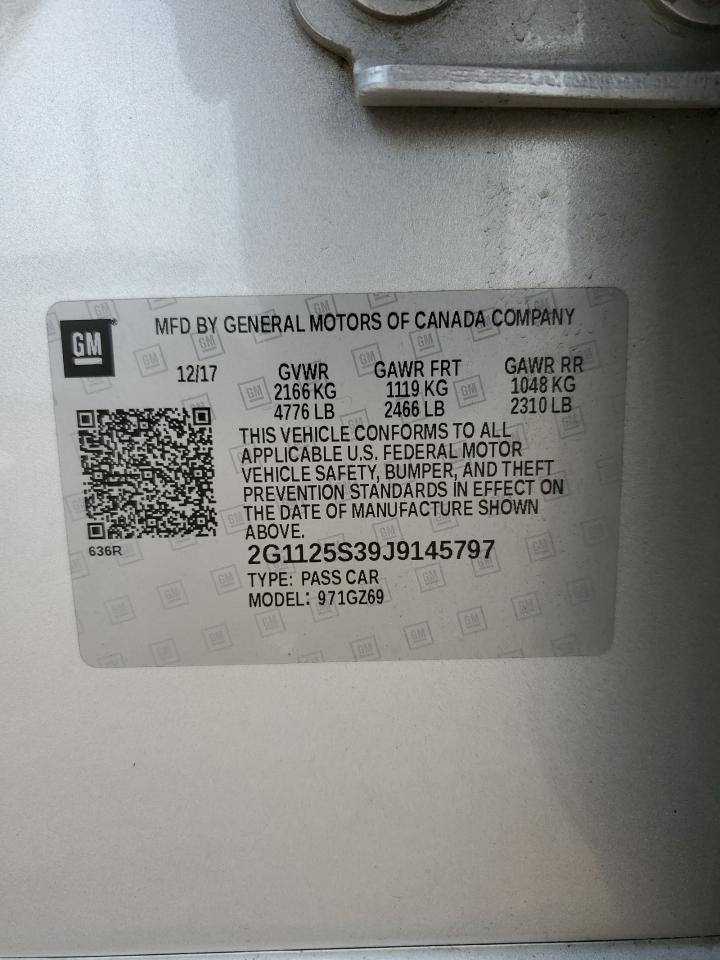 GM
MFD BY GENERAL MOTORS OF CANADA COMPANY
12/17
GVWR GAWR FRT GAWR RR
2166 KG 1119 KG 1048 KG
4776 LB 2466 LB 2310 LB
THIS VEHICLE CONFORMS TO ALL
APPLICABLE U.S. FEDERAL MOTOR
VEHICLE SAFETY, BUMPER, AND THEFT
PREVENTION STANDARDS IN EFFECT ON
THE DATE OF MANUFACTURE SHOWN
ABOVE.
636R
2G1125S39J9145797
TYPE: PASS CAR
MODEL: 971GZ69